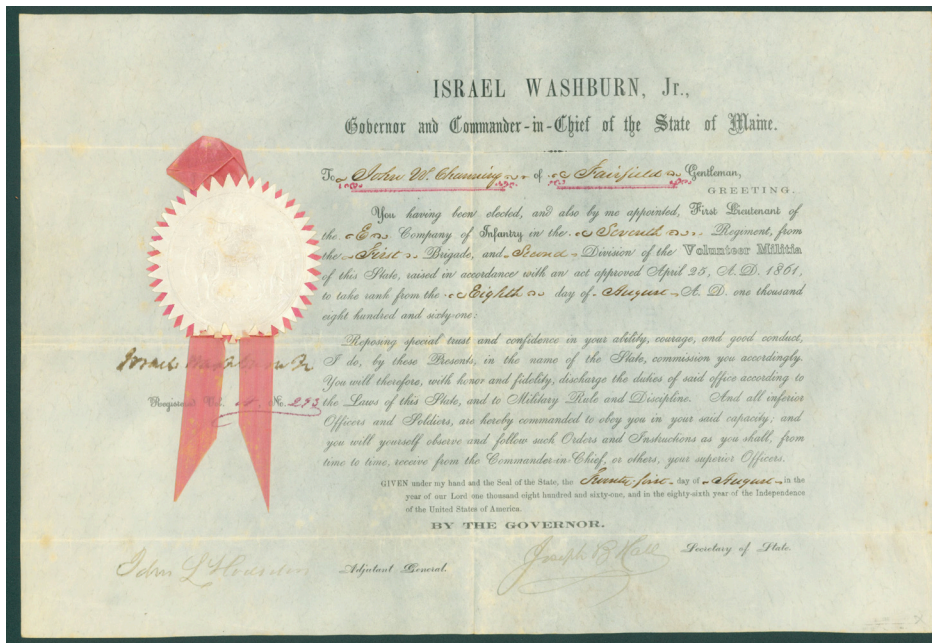 ISRAEL WASHBURN, Jr.,
Governor and Commander-in-Chief of the State of Maine.
To John W. Channing of Fairfield Gentleman,
GREETING.
You having been elected, and also by me appointed, First Lieutenant of
the E Company of Infantry in the Seventh Regiment, from
the First Brigade, and Second Division of the Volunteer Militia
of this State, raised in accordance with an act approved April 25, A.D. 1861,
to take rank from the Eighth day of August A. D. one thousand
eight hundred and sixty-one:
Reposing special trust and confidence in your ability, courage, and good conduct,
I do, by these Presents, in the name of the State, commission you accordingly.
You will therefore, with honor and fidelity, discharge the duties of said office according to
the Laws of this State, and to Military Rule and Discipline. And all inferior
Officers and Soldiers, are hereby commanded to obey you in your said capacity; and
you will yourself observe and follow such Orders and Instructions as you shall, from
time to time, receive from the Commander-in-Chief, or others, your superior Officers.
Israel Washburn Jr
Registered Vol. No. 293
GIVEN under my hand and the Seal of the State, the Twenty-first day of August in the
year of our Lord one thousand eight hundred and sixty-one, and in the eighty-sixth year of the Independence
of the United States of America.
BY THE GOVERNOR.
Joseph B Hall Secretary of State.
John L Hodsdon Adjutant General.